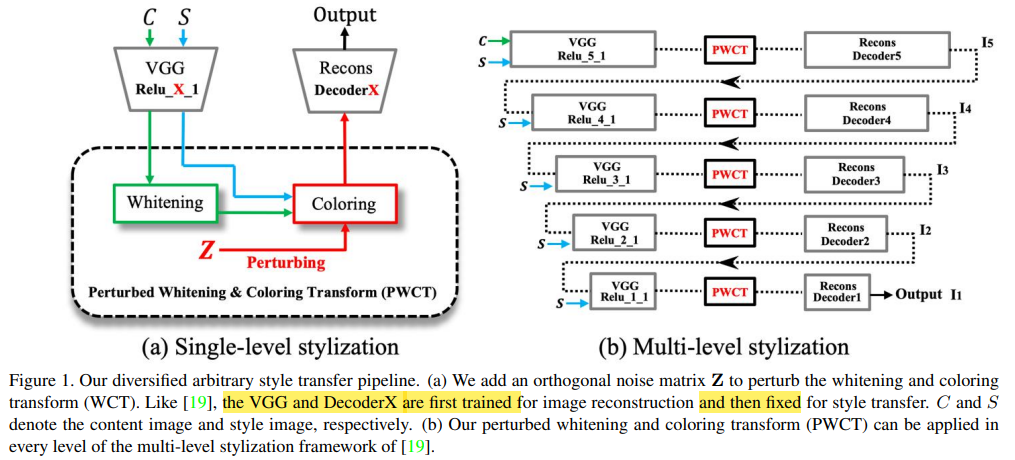 C S
Output
VGG
Relu_X_1
Recons
DecoderX
Whitening
Coloring
Z
Perturbing
Perturbed Whitening & Coloring Transform (PWCT)
(a) Single-level stylization
C
S
VGG
Relu_5_1
PWCT
Recons
Decoder5
I5
S
VGG
Relu_4_1
PWCT
Recons
Decoder4
I4
S
VGG
Relu_3_1
PWCT
Recons
Decoder3
I3
S
VGG
Relu_2_1
PWCT
Recons
Decoder2
I2
S
VGG
Relu_1_1
PWCT
Recons
Decoder1
Output I1
(b) Multi-level stylization
Figure 1. Our diversified arbitrary style transfer pipeline. (a) We add an orthogonal noise matrix Z to perturb the whitening and coloring
transform (WCT). Like [19], the VGG and DecoderX are first trained for image reconstruction and then fixed for style transfer. C and S
denote the content image and style image, respectively. (b) Our perturbed whitening and coloring transform (PWCT) can be applied in
every level of the multi-level stylization framework of [19].